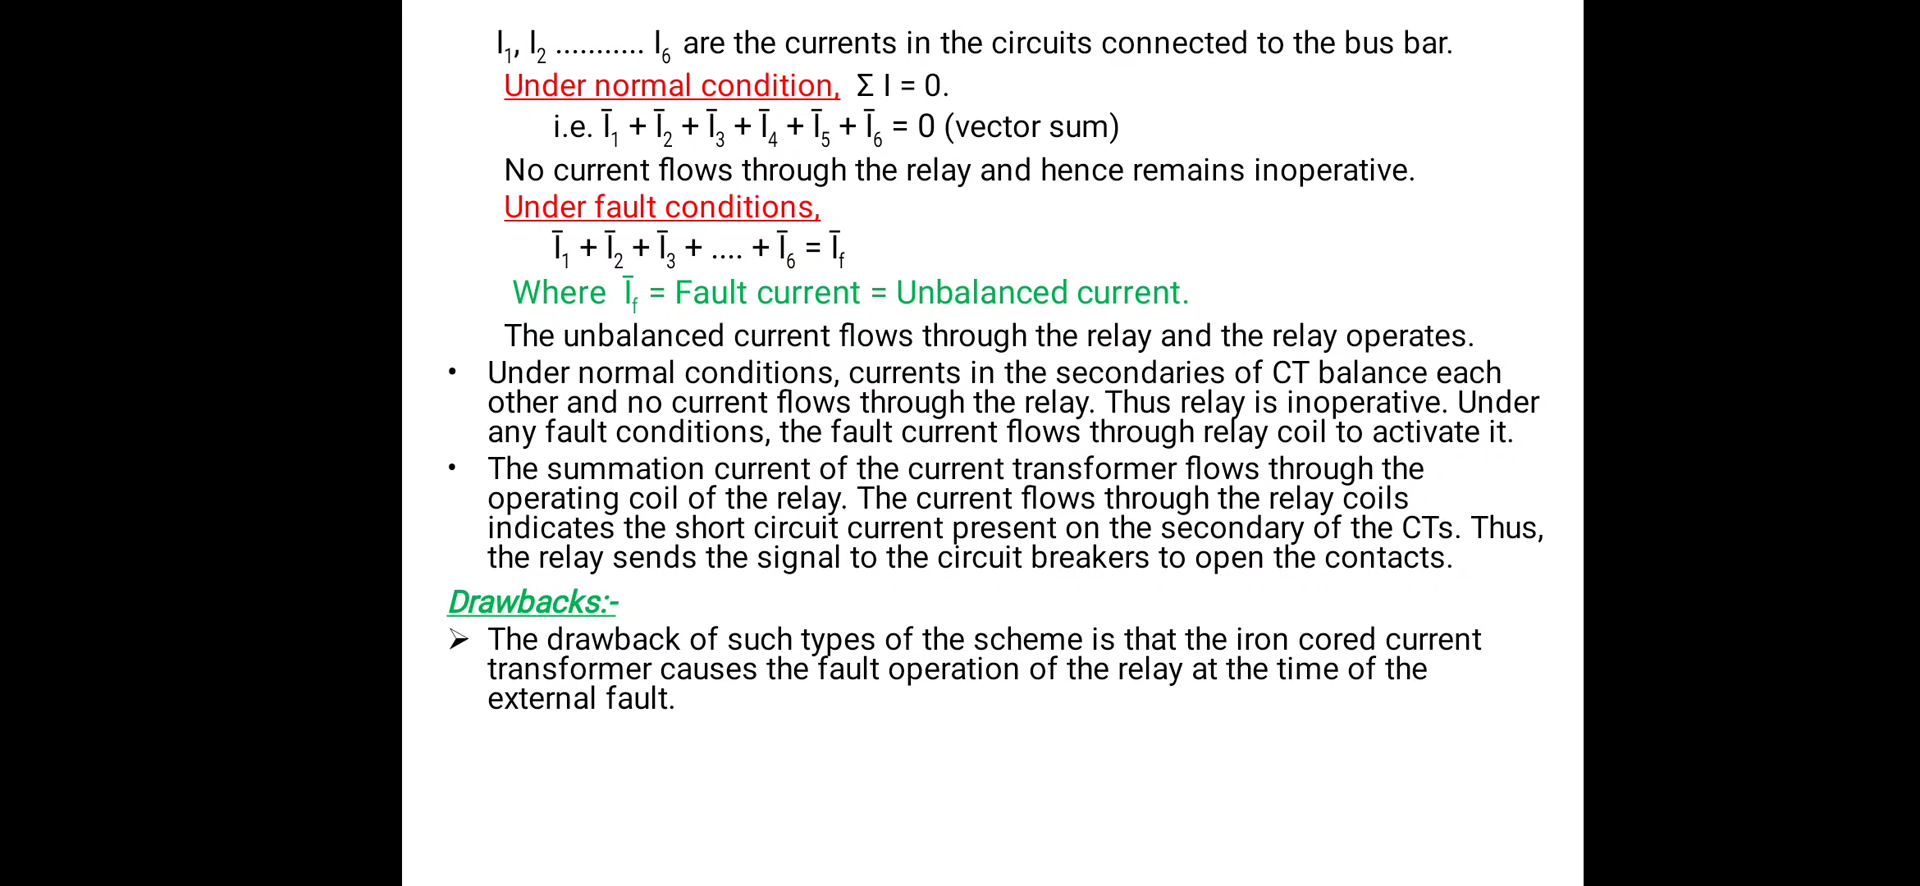 I₁, I₂ ........... I₆ are the currents in the circuits connected to the bus bar.
Under normal condition, Σ I = 0.
i.e. Ī₁ + Ī₂ + Ī₃ + Ī₄ + Ī₅ + Ī₆ = 0 (vector sum)
No current flows through the relay and hence remains inoperative.
Under fault conditions,
Ī₁ + Ī₂ + Ī₃ + .... + Ī₆ = Ī_f
Where Ī_f = Fault current = Unbalanced current.
The unbalanced current flows through the relay and the relay operates.
• Under normal conditions, currents in the secondaries of CT balance each
other and no current flows through the relay. Thus relay is inoperative. Under
any fault conditions, the fault current flows through relay coil to activate it.
• The summation current of the current transformer flows through the
operating coil of the relay. The current flows through the relay coils
indicates the short circuit current present on the secondary of the CTs. Thus,
the relay sends the signal to the circuit breakers to open the contacts.
Drawbacks:-
➢ The drawback of such types of the scheme is that the iron cored current
transformer causes the fault operation of the relay at the time of the
external fault.